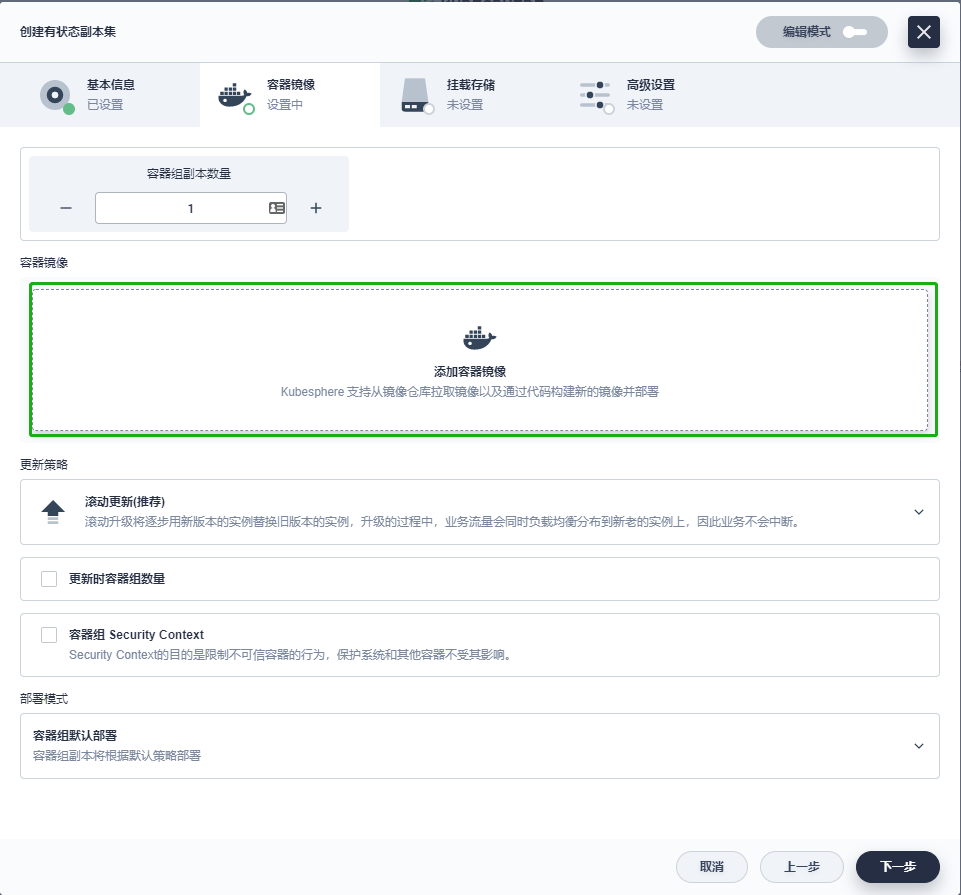 创建有状态副本集
编辑模式
基本信息
已设置
容器镜像
设置中
挂载存储
未设置
高级设置
未设置
容器组副本数量
1
容器镜像
添加容器镜像
Kubesphere 支持从镜像仓库拉取镜像以及通过代码构建新的镜像并部署
更新策略
滚动更新(推荐)
滚动升级将逐步用新版本的实例替换旧版本的实例，升级的过程中，业务流量会同时负载均衡分布到新老的实例上，因此业务不会中断。
更新时容器组数量
容器组 Security Context
Security Context的目的是限制不可信容器的行为，保护系统和其他容器不受其影响。
部署模式
容器组默认部署
容器组副本将根据默认策略部署
取消
上一步
下一步